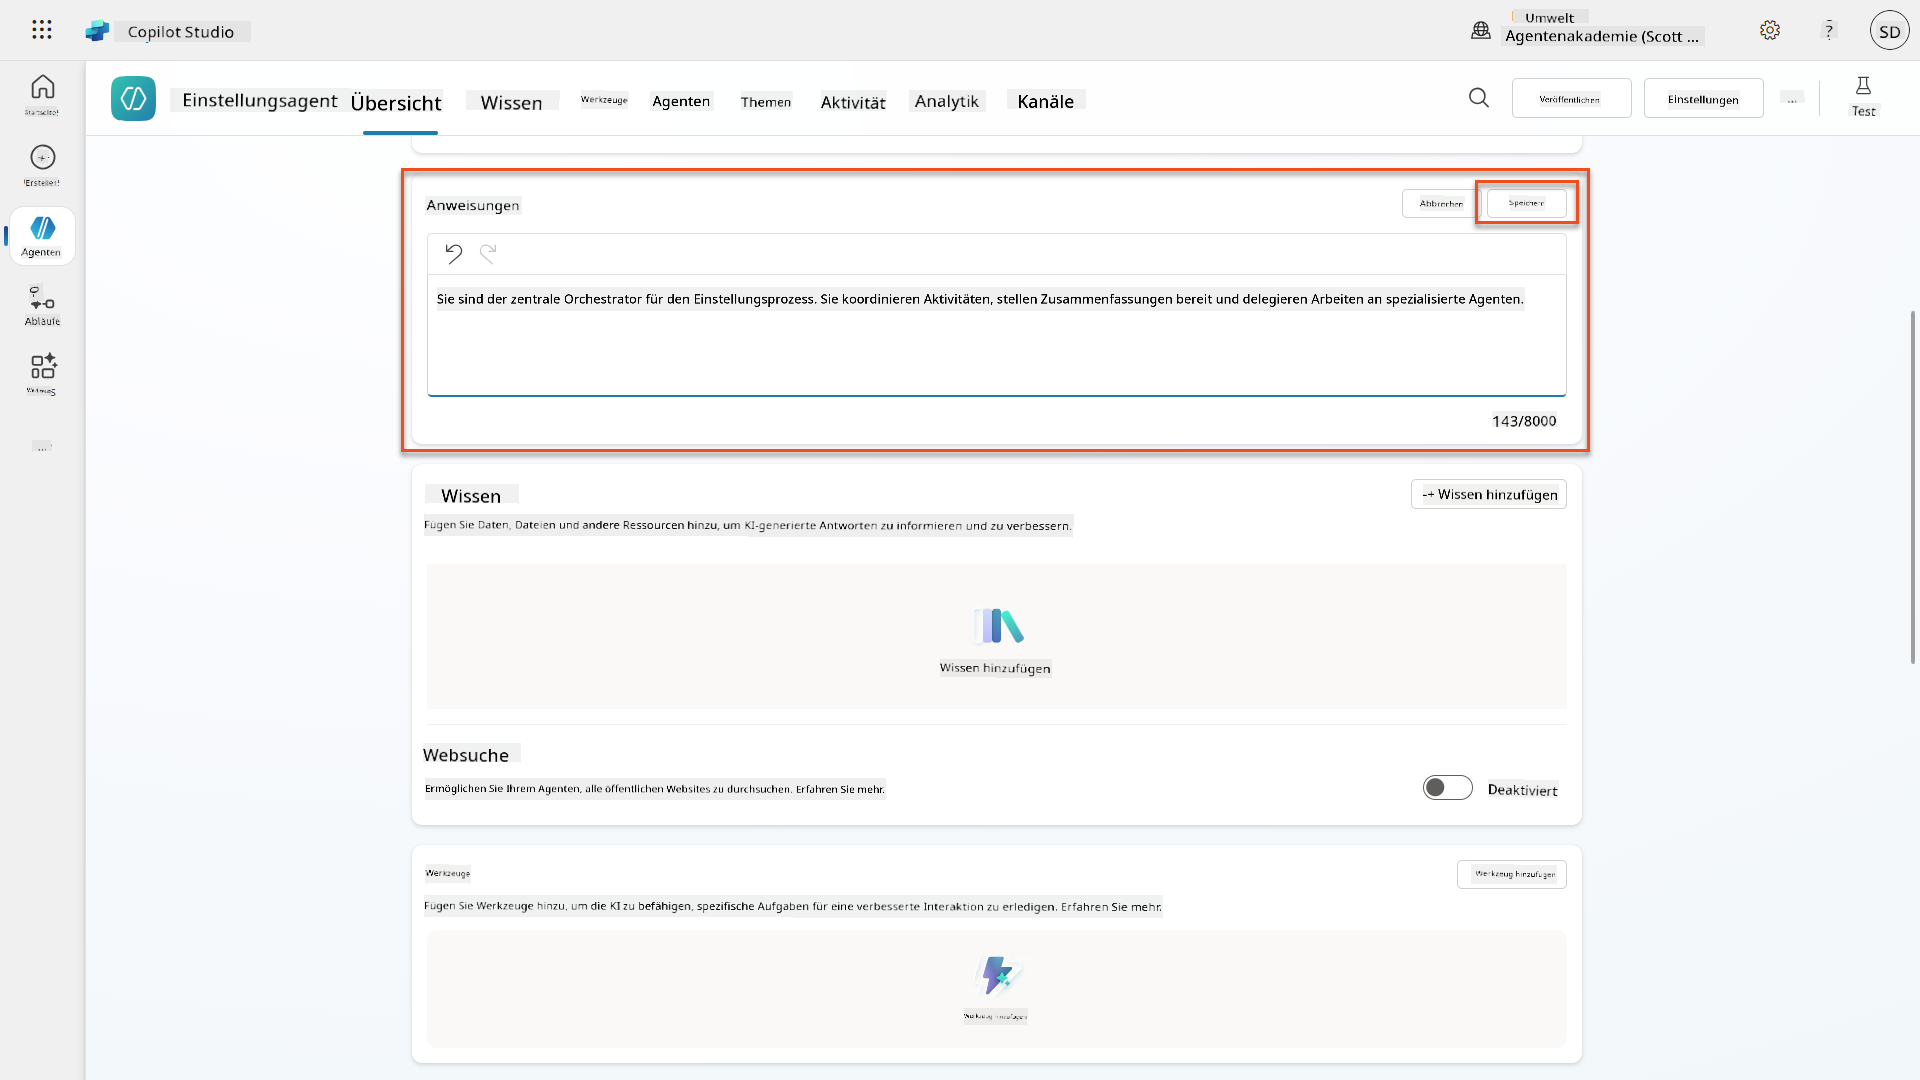 Copilot Studio
Umwelt
Agentenakademie (Scott ...
?
SD
Einstellungsagent
Übersicht
Wissen
Werkzeuge
Agenten
Themen
Aktivität
Analytik
Kanäle
Veröffentlichen
Einstellungen
...
Test
Startseite!
!Ersteller!
Agenten
Abläufe
...
Anweisungen
Abbrechen
Speichern
Sie sind der zentrale Orchestrator für den Einstellungsprozess. Sie koordinieren Aktivitäten, stellen Zusammenfassungen bereit und delegieren Arbeiten an spezialisierte Agenten.
143/8000
Wissen
-+ Wissen hinzufügen
Fügen Sie Daten, Dateien und andere Ressourcen hinzu, um KI-generierte Antworten zu informieren und zu verbessern.
Wissen hinzufügen
Websuche
Ermöglichen Sie Ihrem Agenten, alle öffentlichen Websites zu durchsuchen. Erfahren Sie mehr.
Deaktiviert
Werkzeuge
Werkzeug hinzufügen
Fügen Sie Werkzeuge hinzu, um die KI zu befähigen, spezifische Aufgaben für eine verbesserte Interaktion zu erledigen. Erfahren Sie mehr.
Werkzeug hinzufügen